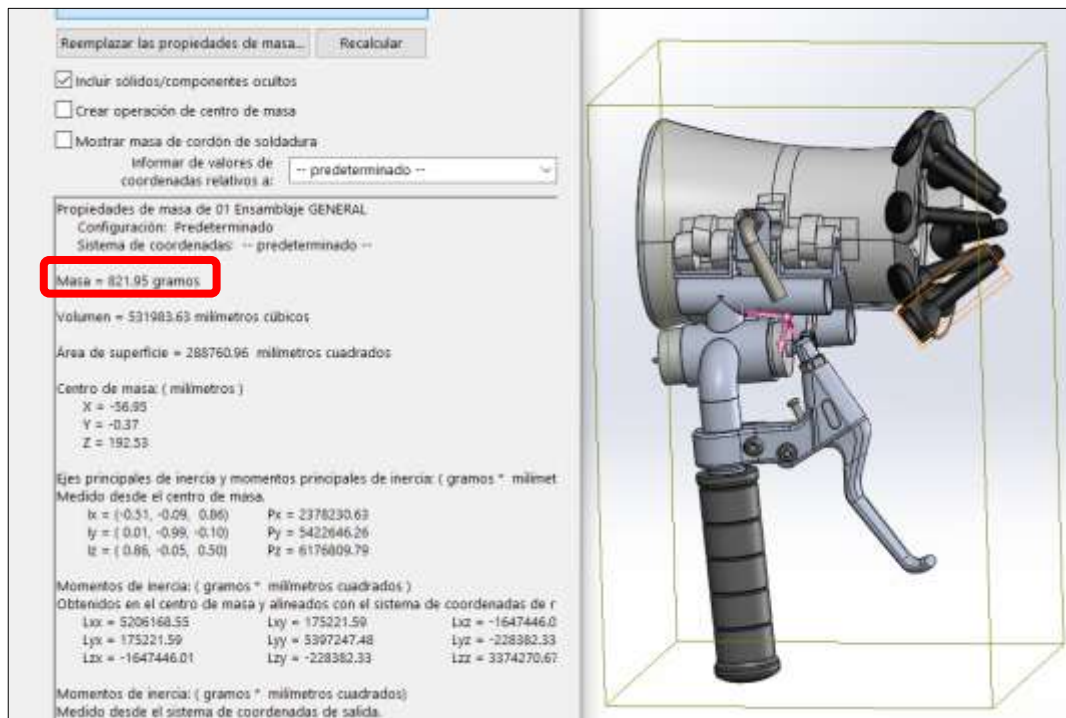 Reemplazar las propiedades de masa... Recalcular
Incluir sólidos/componentes ocultos
Crear operación de centro de masa
Mostrar masa de cordón de soldadura
Informar de valores de
coordenadas relativos a: -- predeterminado --
Propiedades de masa de 01 Ensamblaje GENERAL
Configuración: Predeterminado
Sistema de coordenadas: -- predeterminado --
Masa = 821.95 gramos
Volumen = 531983.63 milímetros cúbicos
Área de superficie = 288760.96 milímetros cuadrados
Centro de masa: ( milímetros )
X = -56.95
Y = -0.37
Z = 192.53
Ejes principales de inercia y momentos principales de inercia: ( gramos * milímet
Medido desde el centro de masa.
Ix = (-0.51, -0.09, 0.86) Px = 2378230.63
Iy = ( 0.01, -0.99, -0.10) Py = 5422646.26
Iz = ( 0.86, -0.05, 0.50) Pz = 6176809.79
Momentos de inercia: ( gramos * milímetros cuadrados )
Obtenidos en el centro de masa y alineados con el sistema de coordenadas de r
Lxx = 5206168.55 Lxy = 175221.59 Lxz = -1647446.0
Lyx = 175221.59 Lyy = 5397247.48 Lyz = -228382.33
Lzx = -1647446.01 Lzy = -228382.33 Lzz = 3374270.67
Momentos de inercia: ( gramos * milímetros cuadrados)
Medido desde el sistema de coordenadas de salida.